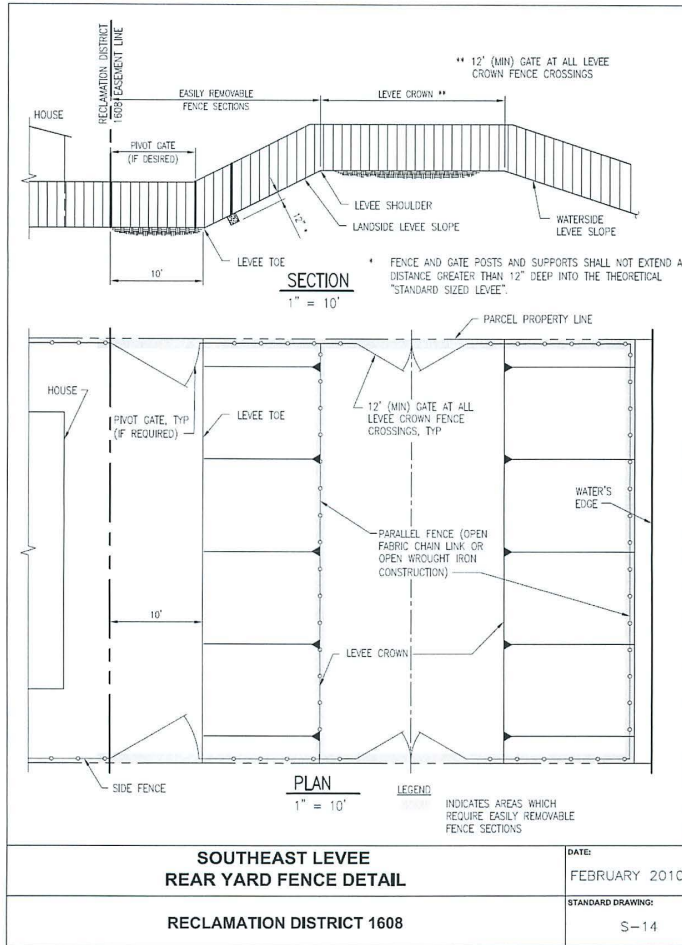 RECLAMATION DISTRICT
1608 EASEMENT LINE
** 12' (MIN) GATE AT ALL LEVEE
CROWN FENCE CROSSINGS
HOUSE
EASILY REMOVABLE
FENCE SECTIONS
LEVEE CROWN **
PIVOT GATE
(IF DESIRED)
12" *
LEVEE SHOULDER
LANDSIDE LEVEE SLOPE
WATERSIDE
LEVEE SLOPE
LEVEE TOE
10'
SECTION
1" = 10'
* FENCE AND GATE POSTS AND SUPPORTS SHALL NOT EXTEND A
DISTANCE GREATER THAN 12" DEEP INTO THE THEORETICAL
"STANDARD SIZED LEVEE".
PARCEL PROPERTY LINE
HOUSE
PIVOT GATE, TYP
(IF REQUIRED)
LEVEE TOE
12' (MIN) GATE AT ALL
LEVEE CROWN FENCE
CROSSINGS, TYP
WATER'S
EDGE
PARALLEL FENCE (OPEN
FABRIC CHAIN LINK OR
OPEN WROUGHT IRON
CONSTRUCTION)
10'
LEVEE CROWN
SIDE FENCE
PLAN
1" = 10'
LEGEND
INDICATES AREAS WHICH
REQUIRE EASILY REMOVABLE
FENCE SECTIONS
SOUTHEAST LEVEE
REAR YARD FENCE DETAIL
DATE:
FEBRUARY 2010
RECLAMATION DISTRICT 1608
STANDARD DRAWING:
S-14